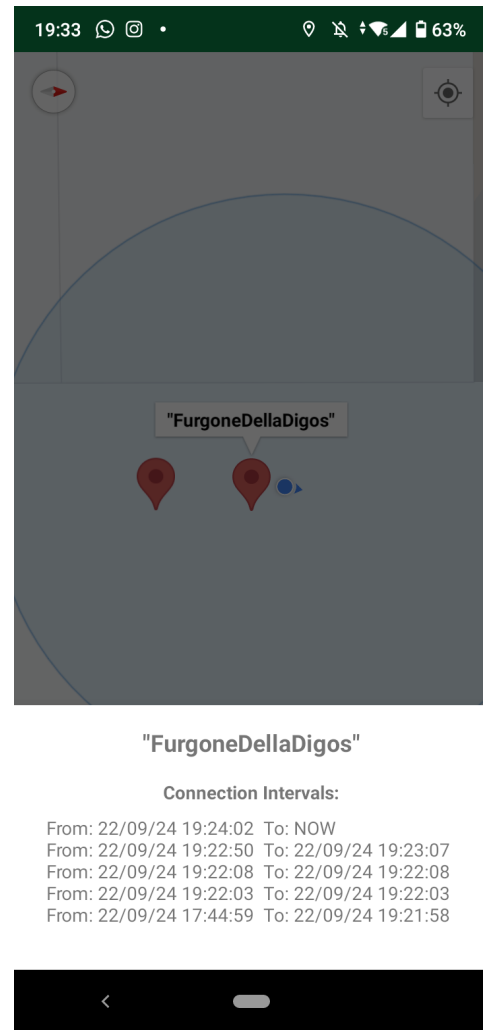 19:33 5 63%
"FurgoneDellaDigos"
"FurgoneDellaDigos"
Connection Intervals:
From: 22/09/24 19:24:02 To: NOW
From: 22/09/24 19:22:50 To: 22/09/24 19:23:07
From: 22/09/24 19:22:08 To: 22/09/24 19:22:08
From: 22/09/24 19:22:03 To: 22/09/24 19:22:03
From: 22/09/24 17:44:59 To: 22/09/24 19:21:58